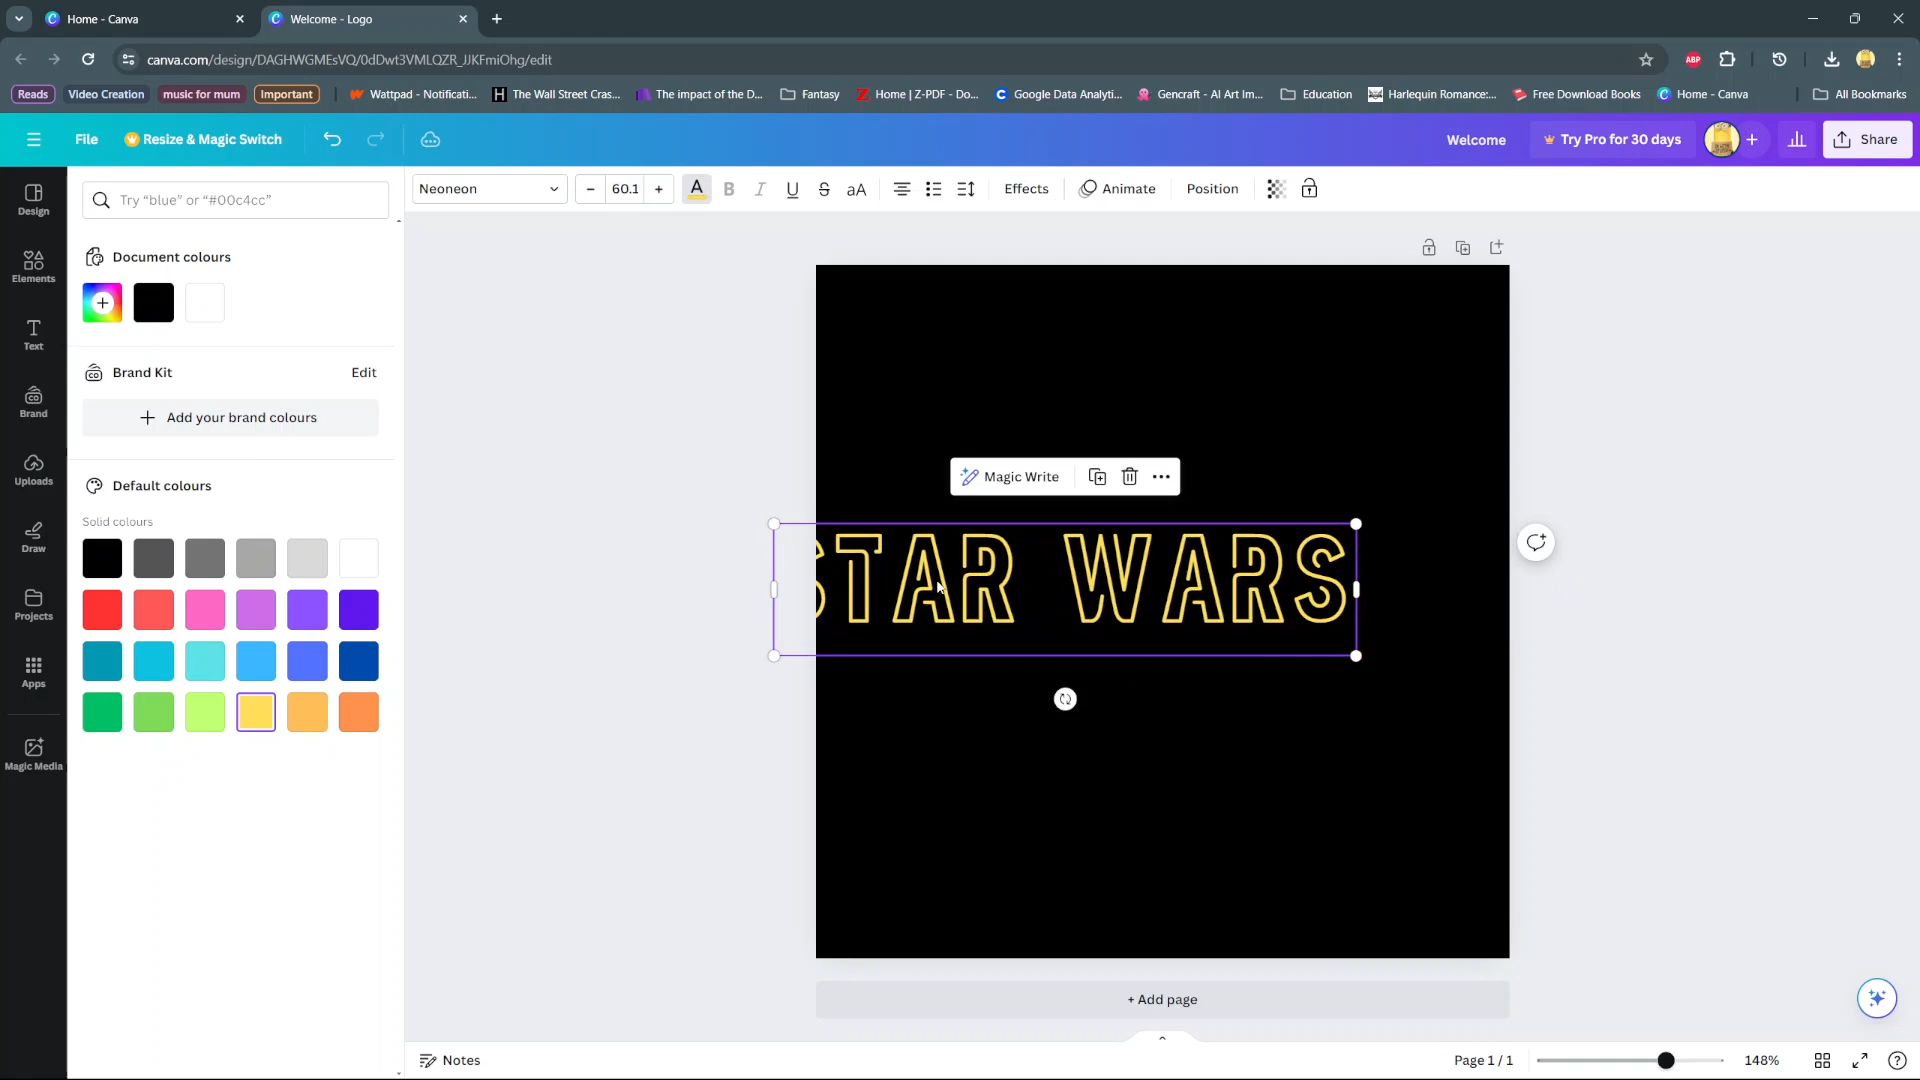 Home - Canva
Welcome - Logo
canva.com/design/DAGHWGMEsVQ/0dDwt3VMLQZR_JJKFmiOhg/edit
ABP
Reads
Video Creation
music for mum
Important
Wattpad - Notificati...
The Wall Street Cras...
The impact of the D...
Fantasy
Home | Z-PDF - Do...
Google Data Analyti...
Gencraft - AI Art Im...
Education
Harlequin Romance:...
Free Download Books
Home - Canva
All Bookmarks
File
Resize & Magic Switch
Welcome
Try Pro for 30 days
Share
Design
Elements
Text
Brand
Uploads
Draw
Projects
Apps
Magic Media
Try “blue” or “#00c4cc”
Document colours
Brand Kit
Edit
Add your brand colours
Default colours
Solid colours
Neoneon
60.1
A
B
I
U
S
aA
Effects
Animate
Position
Magic Write
STAR WARS
+ Add page
Notes
Page 1 / 1
148%